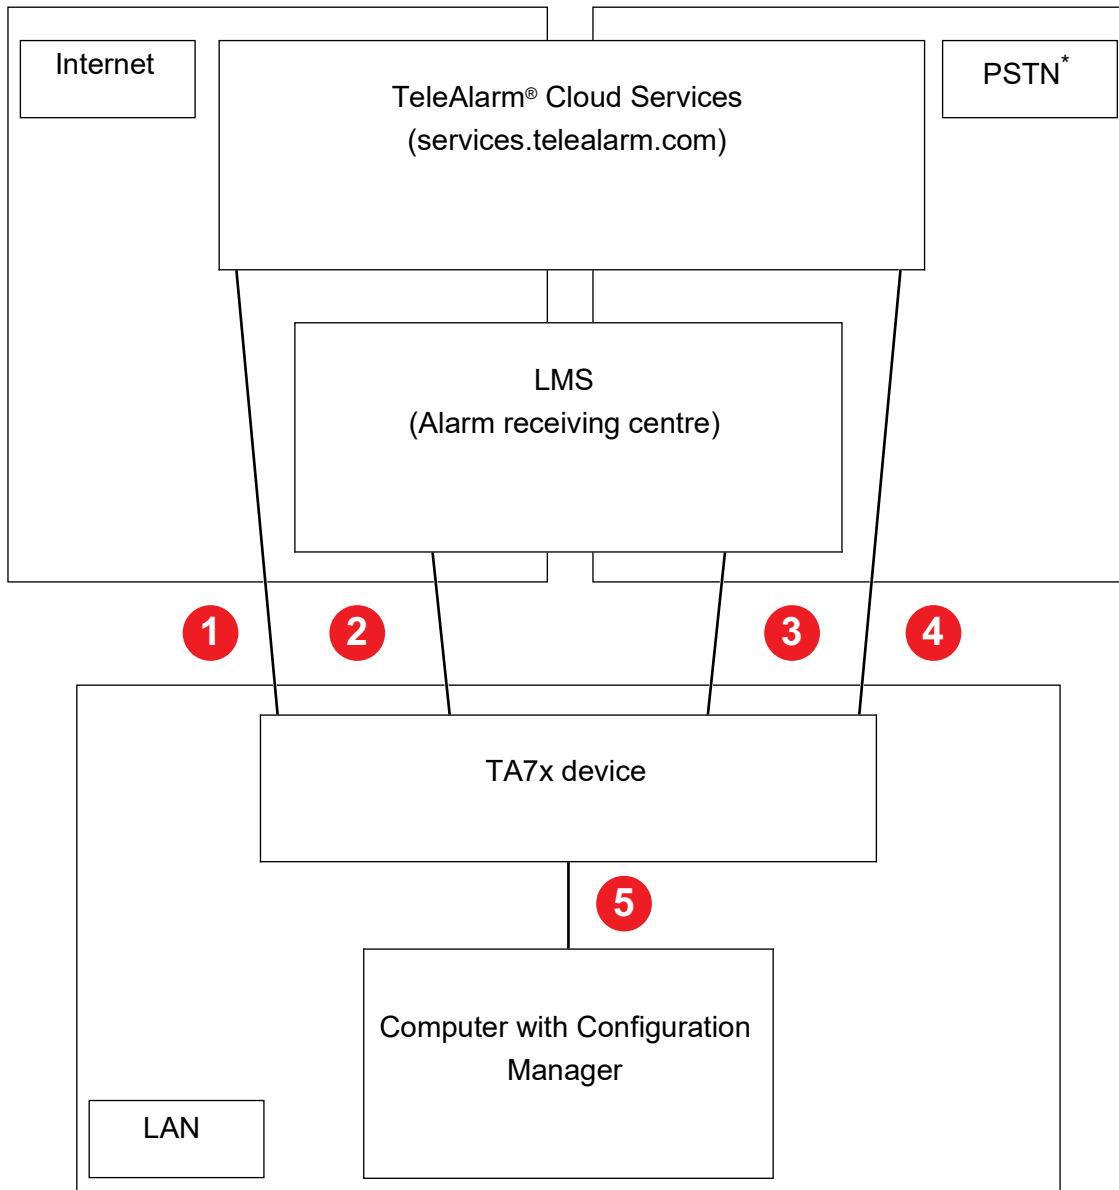 Internet
TeleAlarm® Cloud Services
(services.telealarm.com)
PSTN*
LMS
(Alarm receiving centre)
1
2
3
4
TA7x device
5
Computer with Configuration
Manager
LAN